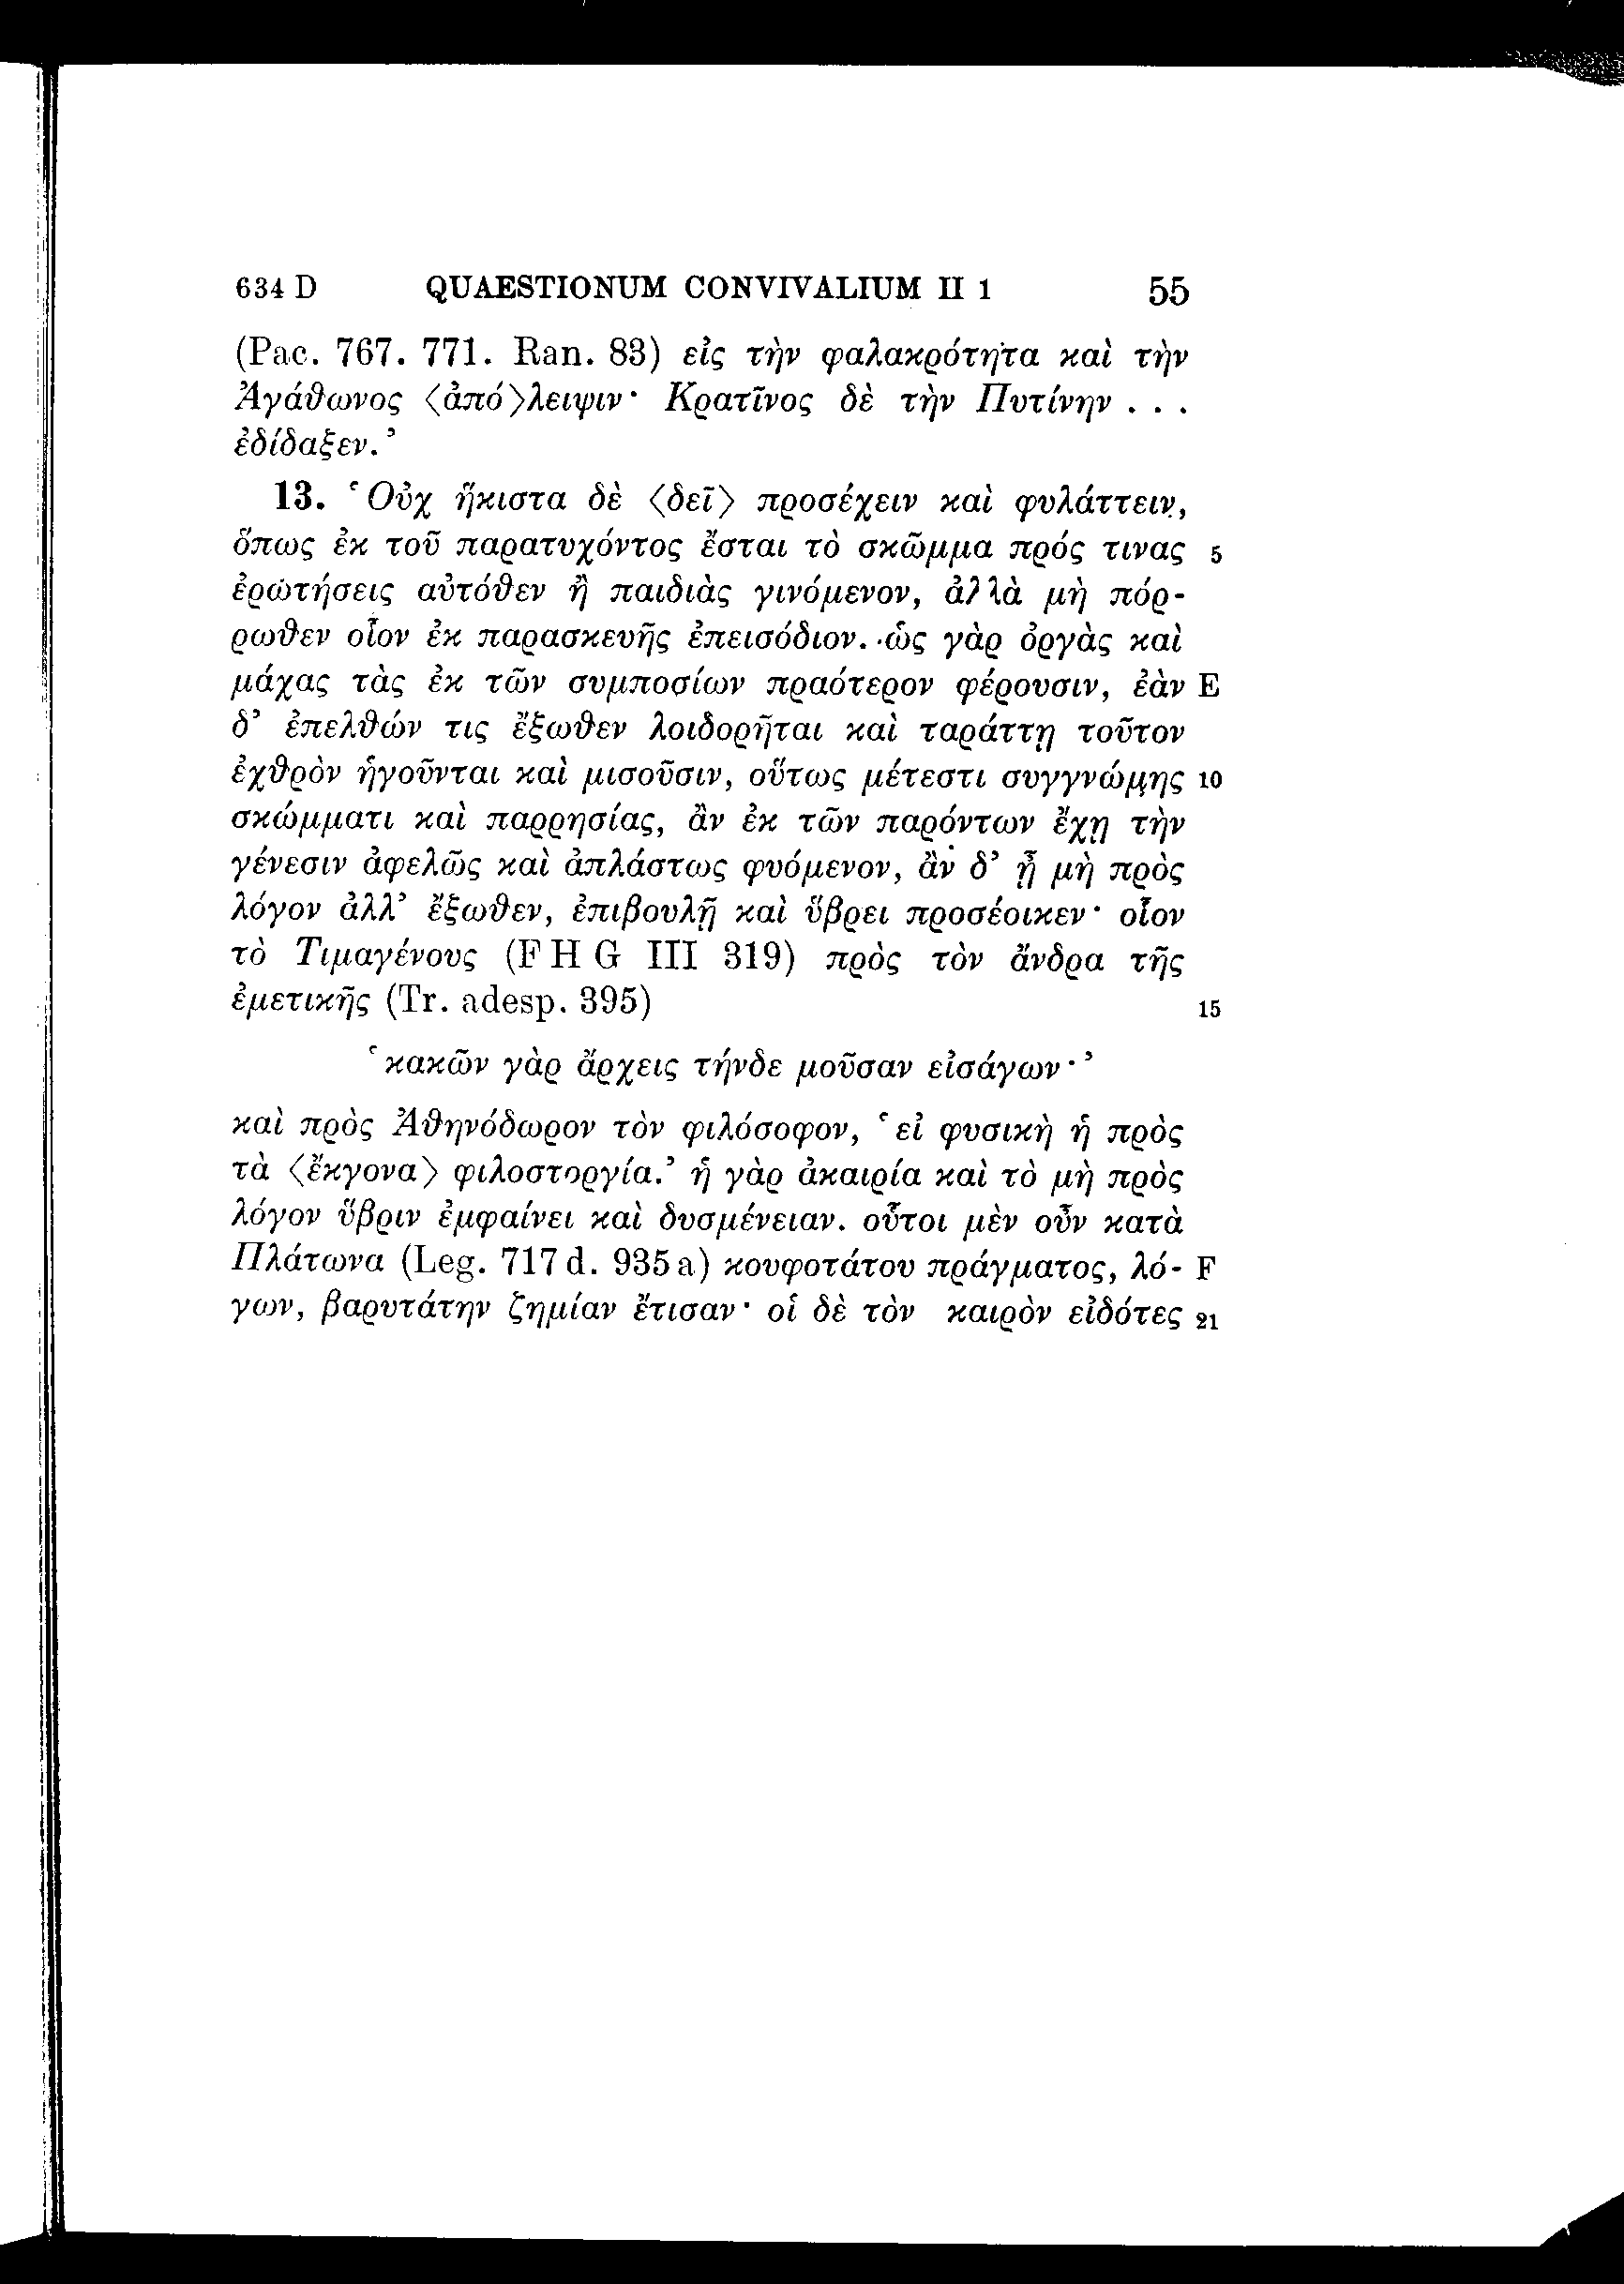 634 D QUAESTIONUM CONVIVALIUM II 1 55
(Pac. 767. 771. Ran. 83) εἰς τὴν φαλακρότητα καὶ τὴν
Ἀγάθωνος ⟨ἀπό⟩λειψιν· Κρατῖνος δὲ τὴν Πυτίνην . . .
ἐδίδαξεν.’
13. ‘Οὐχ ἥκιστα δὲ ⟨δεῖ⟩ προσέχειν καὶ φυλάττειν,
ὅπως ἐκ τοῦ παρατυχόντος ἔσται τὸ σκῶμμα πρός τινας 5
ἐρωτήσεις αὐτόθεν ἢ παιδιὰς γινόμενον, ἀλλὰ μὴ πόρ-
ρωθεν οἷον ἐκ παρασκευῆς ἐπεισόδιον. ὡς γὰρ ὀργὰς καὶ
μάχας τὰς ἐκ τῶν συμποσίων πραότερον φέρουσιν, ἐὰν E
δ’ ἐπελθών τις ἔξωθεν λοιδορῆται καὶ ταράττῃ τοῦτον
ἐχθρὸν ἡγοῦνται καὶ μισοῦσιν, οὕτως μέτεστι συγγνώμης 10
σκώμματι καὶ παρρησίας, ἂν ἐκ τῶν παρόντων ἔχῃ τὴν
γένεσιν ἀφελῶς καὶ ἀπλάστως φυόμενον, ἂν δ’ ᾖ μὴ πρὸς
λόγον ἀλλ’ ἔξωθεν, ἐπιβουλῇ καὶ ὕβρει προσέοικεν· οἷον
τὸ Τιμαγένους (F H G III 319) πρὸς τὸν ἄνδρα τῆς
ἐμετικῆς (Tr. adesp. 395) 15
‘κακῶν γὰρ ἄρχεις τήνδε μοῦσαν εἰσάγων·’
καὶ πρὸς Ἀθηνόδωρον τὸν φιλόσοφον, ‘εἰ φυσικὴ ἡ πρὸς
τὰ ⟨ἔκγονα⟩ φιλοστοργία.’ ἡ γὰρ ἀκαιρία καὶ τὸ μὴ πρὸς
λόγον ὕβριν ἐμφαίνει καὶ δυσμένειαν. οὗτοι μὲν οὖν κατὰ
Πλάτωνα (Leg. 717 d. 935 a) κουφοτάτου πράγματος, λό- F
γων, βαρυτάτην ζημίαν ἔτισαν· οἱ δὲ τὸν καιρὸν εἰδότες 21